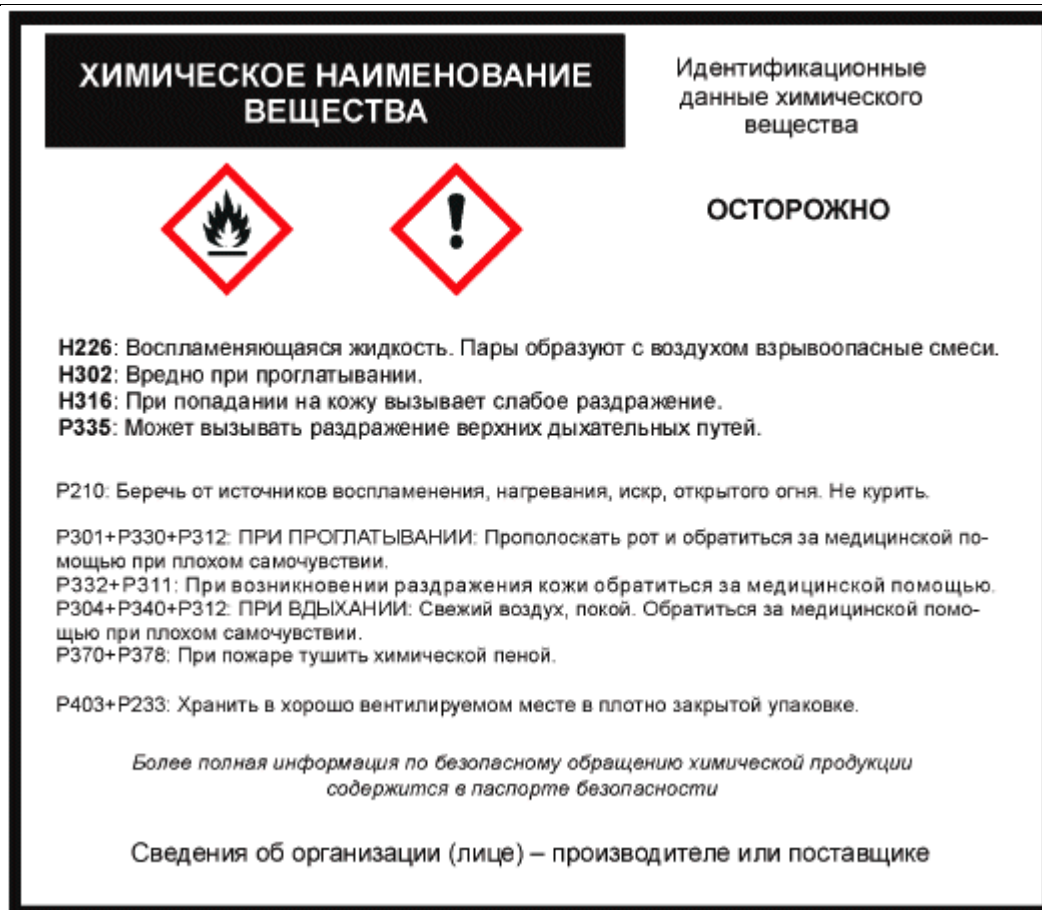 ХИМИЧЕСКОЕ НАИМЕНОВАНИЕ
ВЕЩЕСТВА
Идентификационные
данные химического
вещества
ОСТОРОЖНО
H226: Воспламеняющаяся жидкость. Пары образуют с воздухом взрывоопасные смеси.
H302: Вредно при проглатывании.
H316: При попадании на кожу вызывает слабое раздражение.
P335: Может вызывать раздражение верхних дыхательных путей.
P210: Беречь от источников воспламенения, нагревания, искр, открытого огня. Не курить.
P301+P330+P312: ПРИ ПРОГЛАТЫВАНИИ: Прополоскать рот и обратиться за медицинской по-
мощью при плохом самочувствии.
P332+P311: При возникновении раздражения кожи обратиться за медицинской помощью.
P304+P340+P312: ПРИ ВДЫХАНИИ: Свежий воздух, покой. Обратиться за медицинской помо-
щью при плохом самочувствии.
P370+P378: При пожаре тушить химической пеной.
P403+P233: Хранить в хорошо вентилируемом месте в плотно закрытой упаковке.
Более полная информация по безопасному обращению химической продукции
содержится в паспорте безопасности
Сведения об организации (лице) – производителе или поставщике